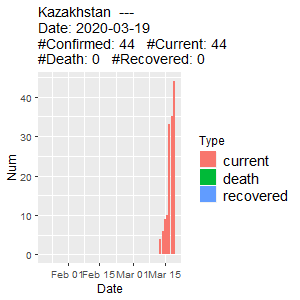 Kazakhstan  ---
Date: 2020-03-19
#Confirmed: 44   #Current: 44
#Death: 0   #Recovered: 0
Num
40
30
20
10
0
Feb 01 Feb 15 Mar 01 Mar 15
Date
Type
current
death
recovered